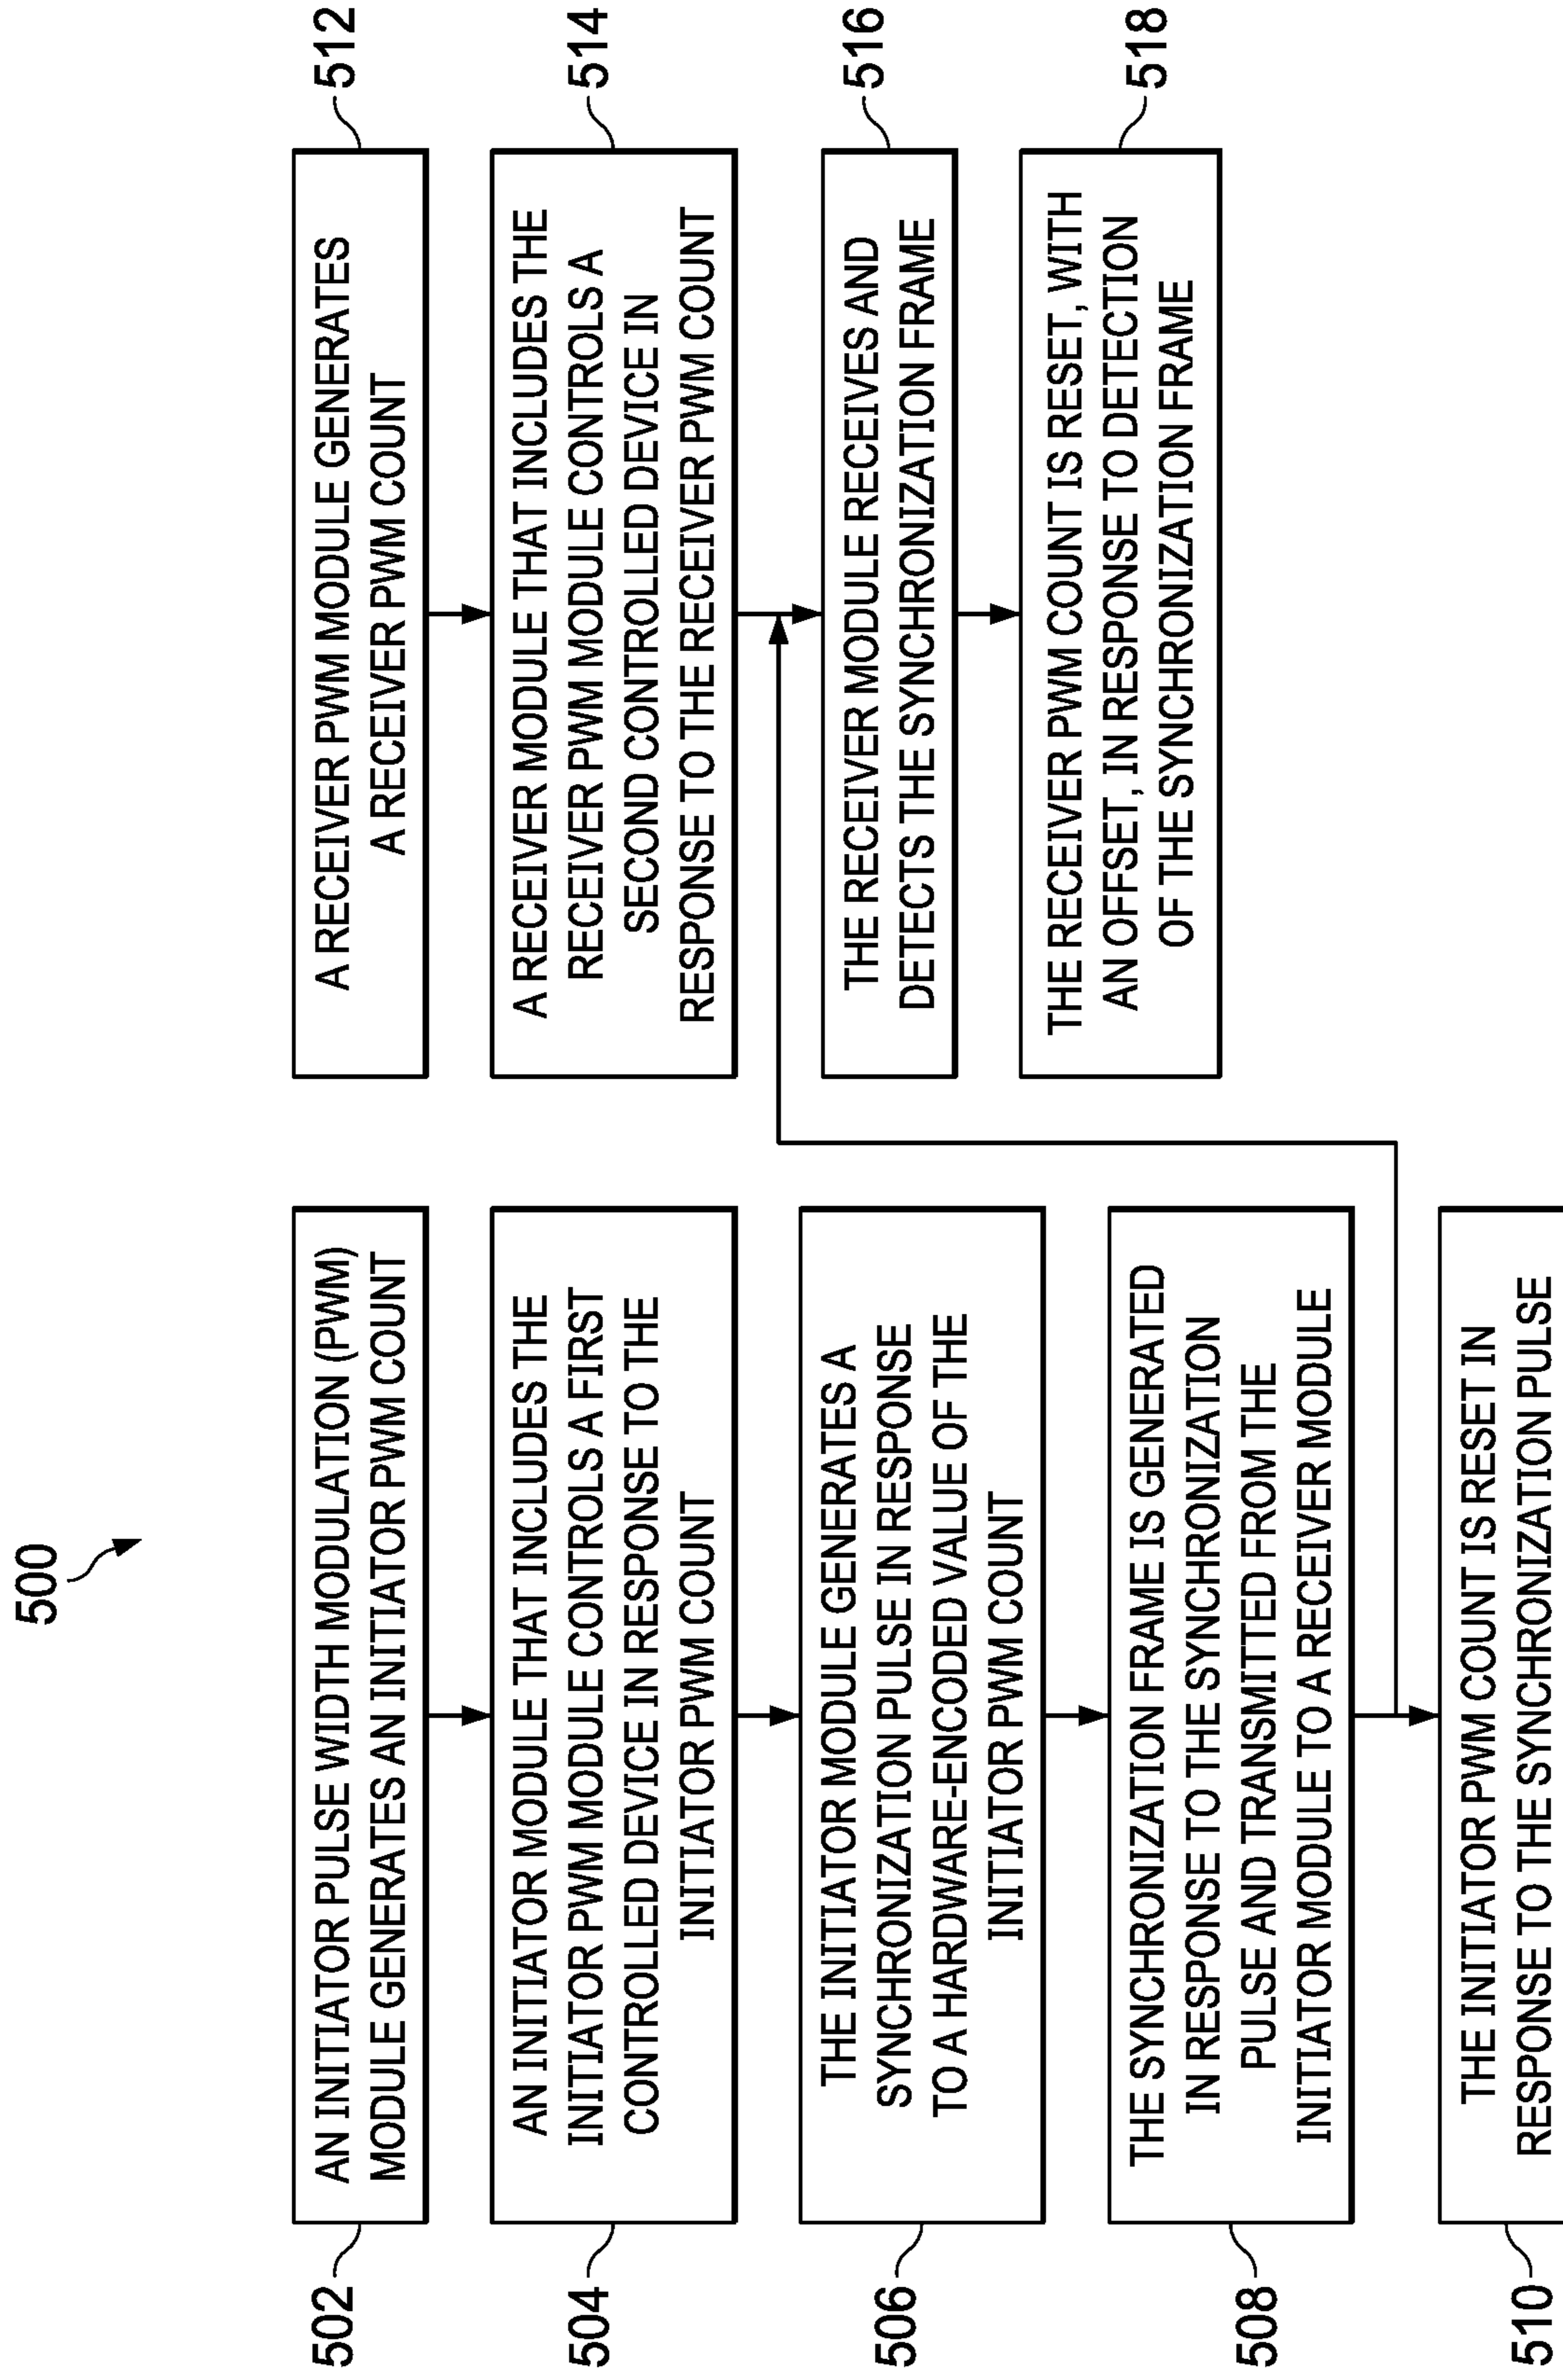 500
502
AN INITIATOR PULSE WIDTH MODULATION (PWM)
MODULE GENERATES AN INITIATOR PWM COUNT
504
AN INITIATOR MODULE THAT INCLUDES THE
INITIATOR PWM MODULE CONTROLS A FIRST
CONTROLLED DEVICE IN RESPONSE TO THE
INITIATOR PWM COUNT
506
THE INITIATOR MODULE GENERATES A
SYNCHRONIZATION PULSE IN RESPONSE
TO A HARDWARE-ENCODED VALUE OF THE
INITIATOR PWM COUNT
508
THE SYNCHRONIZATION FRAME IS GENERATED
IN RESPONSE TO THE SYNCHRONIZATION
PULSE AND TRANSMITTED FROM THE
INITIATOR MODULE TO A RECEIVER MODULE
510
THE INITIATOR PWM COUNT IS RESET IN
RESPONSE TO THE SYNCHRONIZATION PULSE
512
A RECEIVER PWM MODULE GENERATES
A RECEIVER PWM COUNT
514
A RECEIVER MODULE THAT INCLUDES THE
RECEIVER PWM MODULE CONTROLS A
SECOND CONTROLLED DEVICE IN
RESPONSE TO THE RECEIVER PWM COUNT
516
THE RECEIVER MODULE RECEIVES AND
DETECTS THE SYNCHRONIZATION FRAME
518
THE RECEIVER PWM COUNT IS RESET, WITH
AN OFFSET, IN RESPONSE TO DETECTION
OF THE SYNCHRONIZATION FRAME